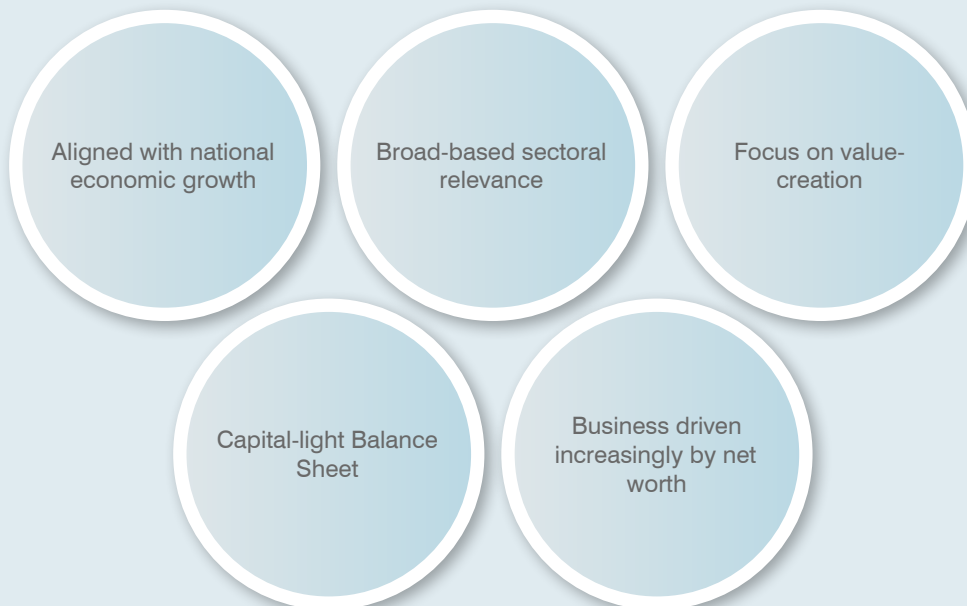 Aligned with national
economic growth
Broad-based sectoral
relevance
Focus on value-
creation
Capital-light Balance
Sheet
Business driven
increasingly by net
worth